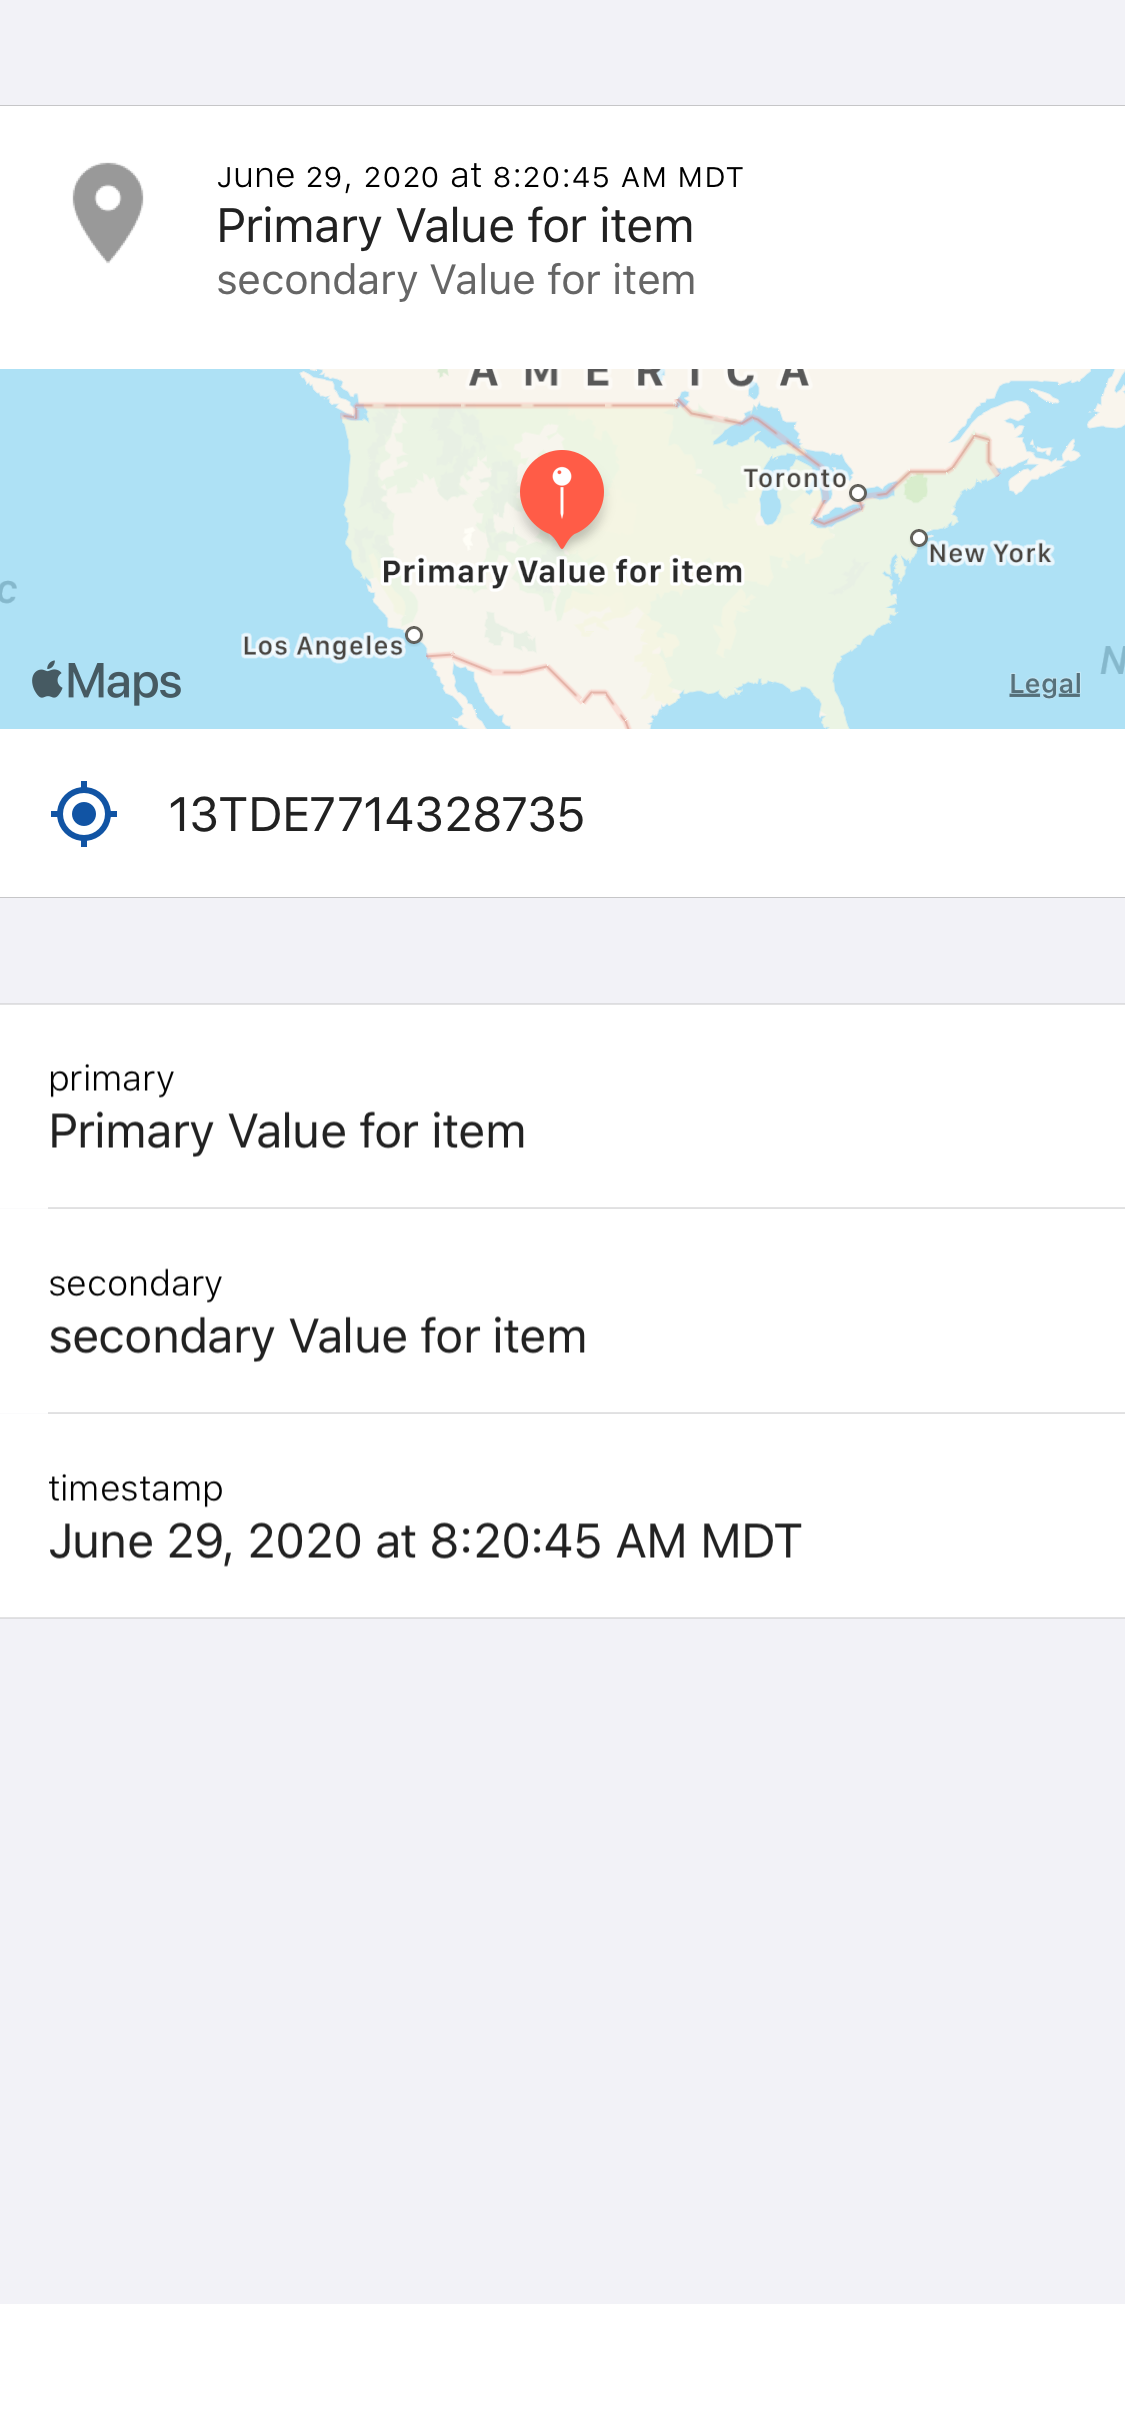 June 29, 2020 at 8:20:45 AM MDT
Primary Value for item
secondary Value for item
AMERICA
Toronto
New York
Primary Value for item
C
Los Angeles
N
Maps
Legal
13TDE7714328735
primary
Primary Value for item
secondary
secondary Value for item
timestamp
June 29, 2020 at 8:20:45 AM MDT